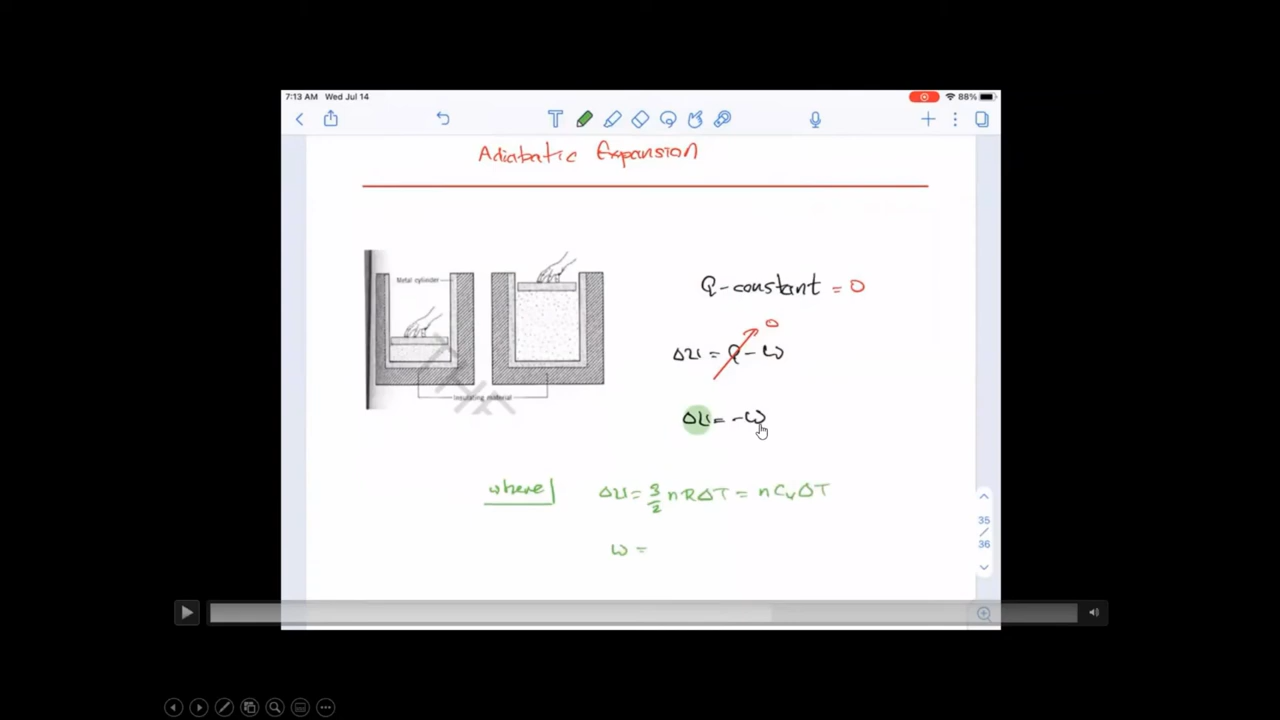 7:13 AM Wed Jul 14
88%
Adiabatic Expansion
Metal cylinder
Insulating material
THE
Q-constant = 0
0
ΔU = Q - W
ΔU = -W
where
ΔU = 3/2 nRΔT = nCvΔT
W =
35
/
36